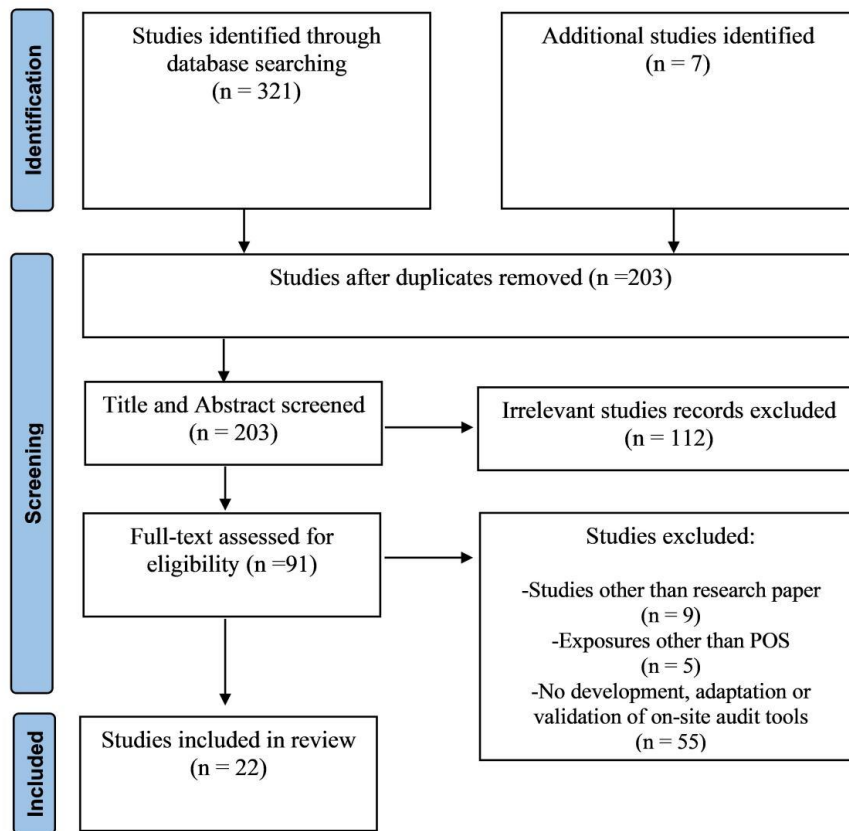 Identification
Studies identified through
database searching
(n = 321)
Additional studies identified
(n = 7)
Screening
Studies after duplicates removed (n =203)
Title and Abstract screened
(n = 203)
Irrelevant studies records excluded
(n = 112)
Full-text assessed for
eligibility (n =91)
Studies excluded:
-Studies other than research paper
(n = 9)
-Exposures other than POS
(n = 5)
-No development, adaptation or
validation of on-site audit tools
(n = 55)
Included
Studies included in review
(n = 22)